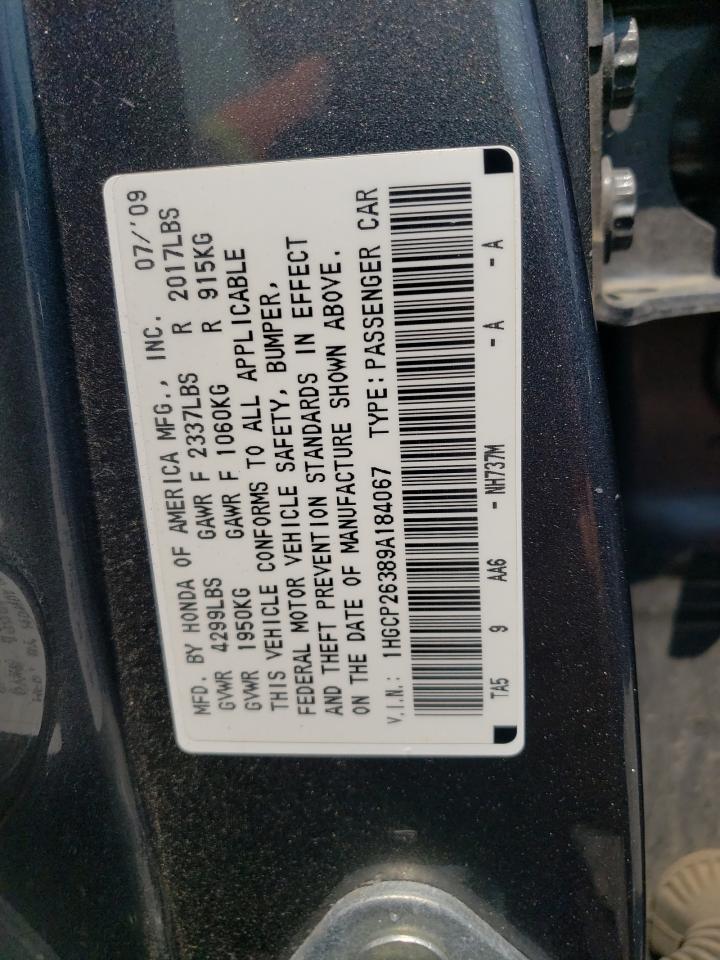 MFD. BY HONDA OF AMERICA MFG., INC. 07/'09
GVWR 4299LBS GAWR F 2337LBS R 2017LBS
GVWR 1950KG GAWR F 1060KG R 915KG
THIS VEHICLE CONFORMS TO ALL APPLICABLE
FEDERAL MOTOR VEHICLE SAFETY, BUMPER,
AND THEFT PREVENTION STANDARDS IN EFFECT
ON THE DATE OF MANUFACTURE SHOWN ABOVE.
V.I.N.: 1HGCP26389A184067 TYPE:PASSENGER CAR
TA5 9 AA6 - NH737M - A - A